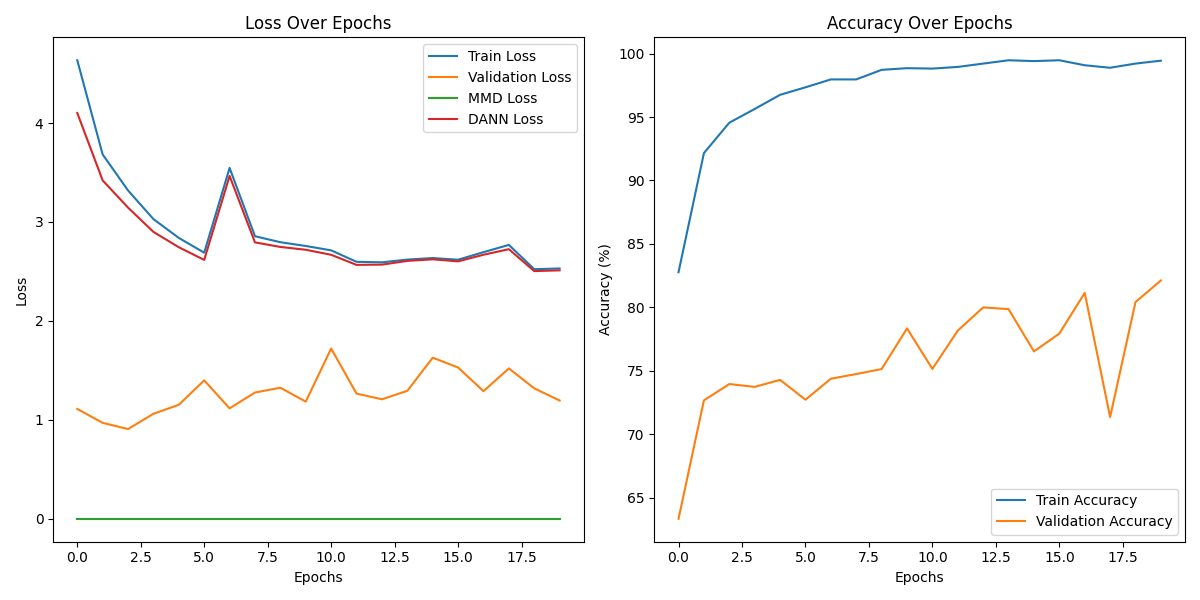 Loss Over Epochs
Train Loss
Validation Loss
MMD Loss
DANN Loss
4
3
2
1
0
Loss
0.0 2.5 5.0 7.5 10.0 12.5 15.0 17.5
Epochs
Accuracy Over Epochs
100
95
90
85
80
75
70
65
Accuracy (%)
Train Accuracy
Validation Accuracy
0.0 2.5 5.0 7.5 10.0 12.5 15.0 17.5
Epochs